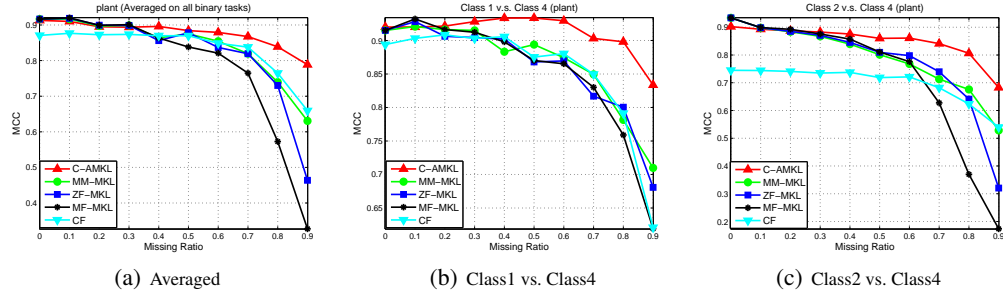 plant (Averaged on all binary tasks)
MCC
0.9
0.8
0.7
0.6
0.5
0.4
C−AMKL
MM−MKL
ZF−MKL
MF−MKL
CF
0 0.1 0.2 0.3 0.4 0.5 0.6 0.7 0.8 0.9
Missing Ratio
(a) Averaged
Class 1 v.s. Class 4 (plant)
MCC
0.9
0.85
0.8
0.75
0.7
0.65
C−AMKL
MM−MKL
ZF−MKL
MF−MKL
CF
0 0.1 0.2 0.3 0.4 0.5 0.6 0.7 0.8 0.9
Missing Ratio
(b) Class1 vs. Class4
Class 2 v.s. Class 4 (plant)
MCC
0.9
0.8
0.7
0.6
0.5
0.4
0.3
0.2
C−AMKL
MM−MKL
ZF−MKL
MF−MKL
CF
0 0.1 0.2 0.3 0.4 0.5 0.6 0.7 0.8 0.9
Missing Ratio
(c) Class2 vs. Class4